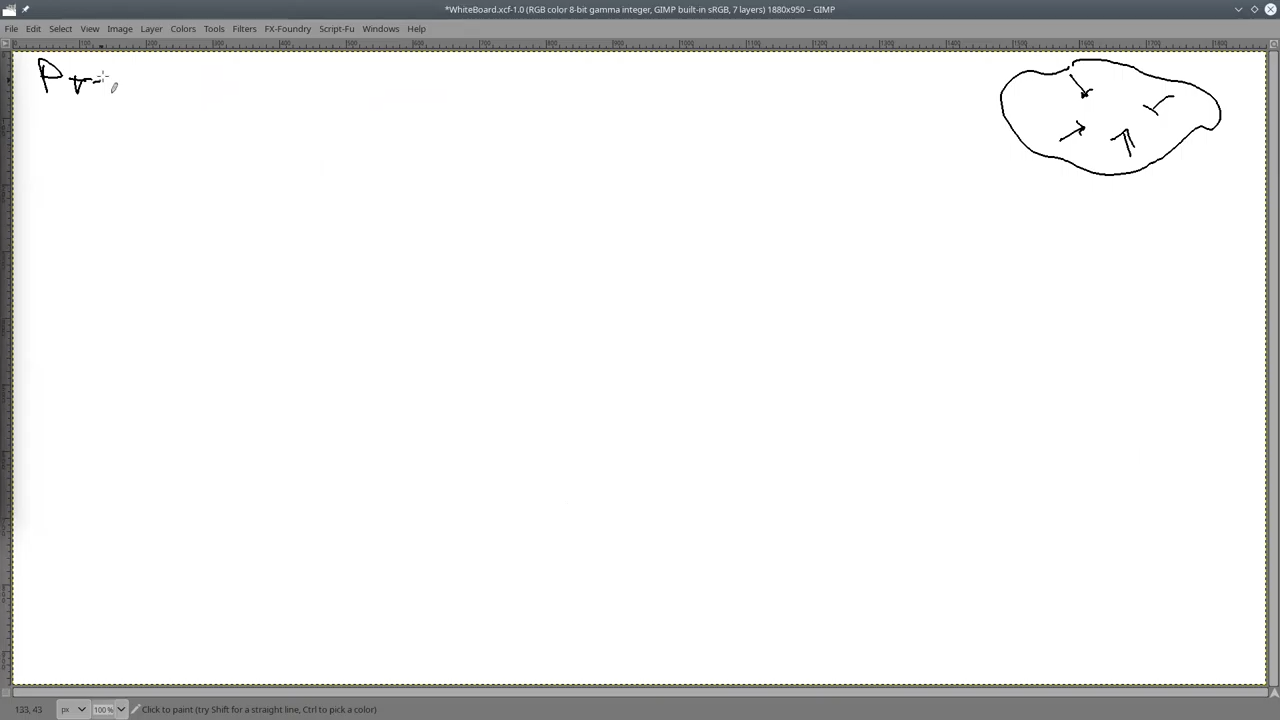 *WhiteBoard.xcf-1.0 (RGB color 8-bit gamma integer, GIMP built-in sRGB, 7 layers) 1880x950 – GIMP
File Edit Select View Image Layer Colors Tools Filters FX-Foundry Script-Fu Windows Help
Pr
133, 43 px 100% Click to paint (try Shift for a straight line, Ctrl to pick a color)